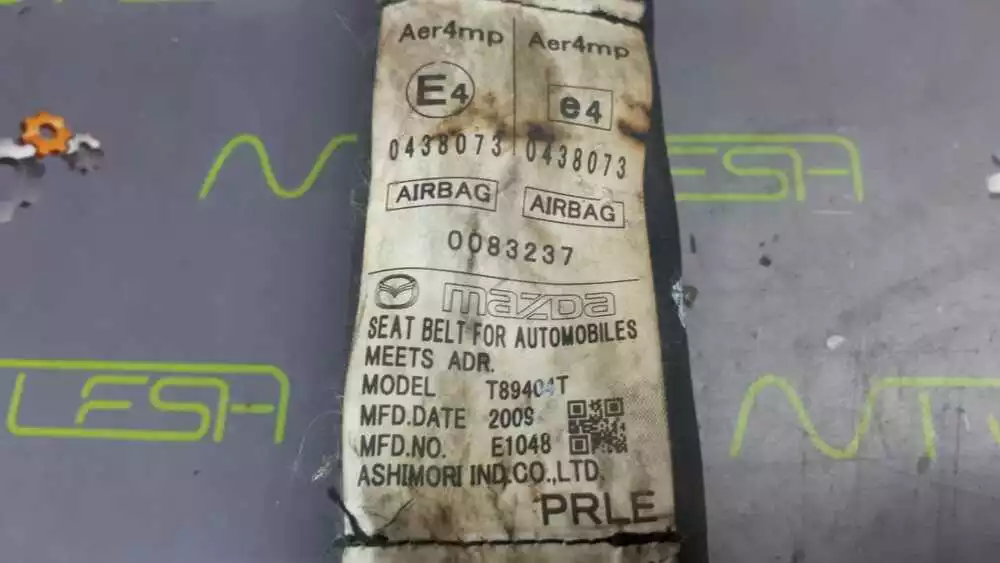 Aer4mp Aer4mp
E4 e4
0438073 0438073
AIRBAG AIRBAG
0083237
mazda
SEAT BELT FOR AUTOMOBILES
MEETS ADR.
MODEL T89404T
MFD.DATE 2009
MFD.NO. E1048
ASHIMORI IND.CO.,LTD.
PRLE